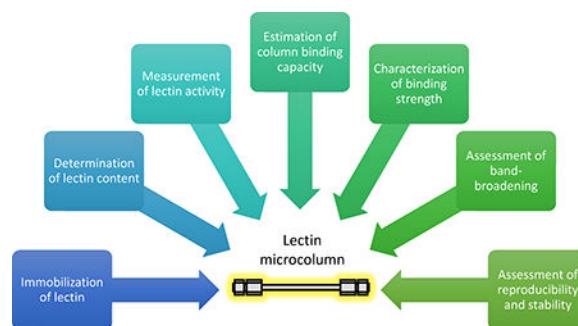 Immobilization
of lectin
Determination
of lectin content
Measurement
of lectin activity
Estimation of
column binding
capacity
Characterization
of binding
strength
Assessment of
band-
broadening
Assessment of
reproducibility
and stability
Lectin
microcolumn